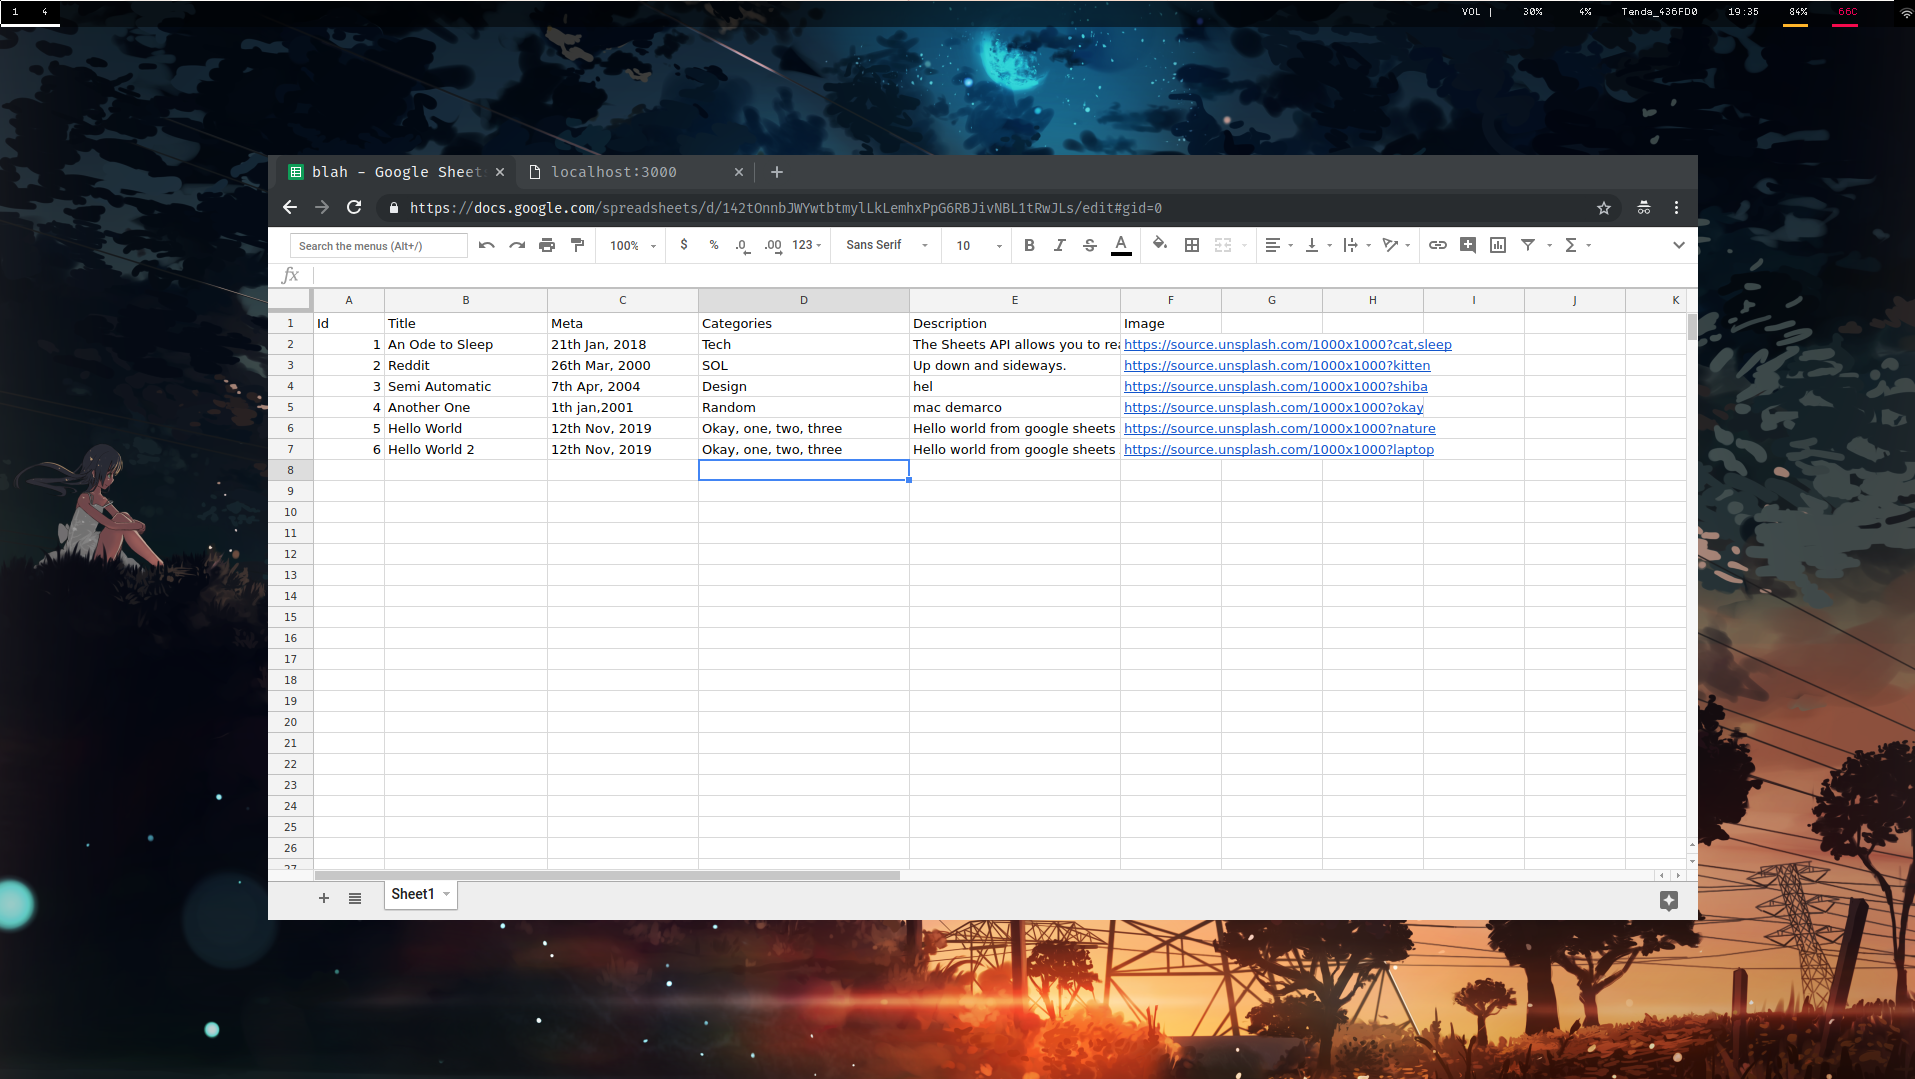 1 4 VOL | 30% 4% Tenda_436FD0 19:35 84% 66C
blah - Google Sheet localhost:3000
https://docs.google.com/spreadsheets/d/142tOnnbJWYwtbtmylLkLemhxPpG6RBJivNBL1tRwJLs/edit#gid=0
Search the menus (Alt+/) 100% $ % .0 .00 123 Sans Serif 10 B I S A Σ
fx
A B C D E F G H I J K
1 Id Title Meta Categories Description Image
2 1 An Ode to Sleep 21th Jan, 2018 Tech The Sheets API allows you to rea https://source.unsplash.com/1000x1000?cat,sleep
3 2 Reddit 26th Mar, 2000 SOL Up down and sideways. https://source.unsplash.com/1000x1000?kitten
4 3 Semi Automatic 7th Apr, 2004 Design hel https://source.unsplash.com/1000x1000?shiba
5 4 Another One 1th jan,2001 Random mac demarco https://source.unsplash.com/1000x1000?okay
6 5 Hello World 12th Nov, 2019 Okay, one, two, three Hello world from google sheets https://source.unsplash.com/1000x1000?nature
7 6 Hello World 2 12th Nov, 2019 Okay, one, two, three Hello world from google sheets https://source.unsplash.com/1000x1000?laptop
8
9
10
11
12
13
14
15
16
17
18
19
20
21
22
23
24
25
26
27
Sheet1